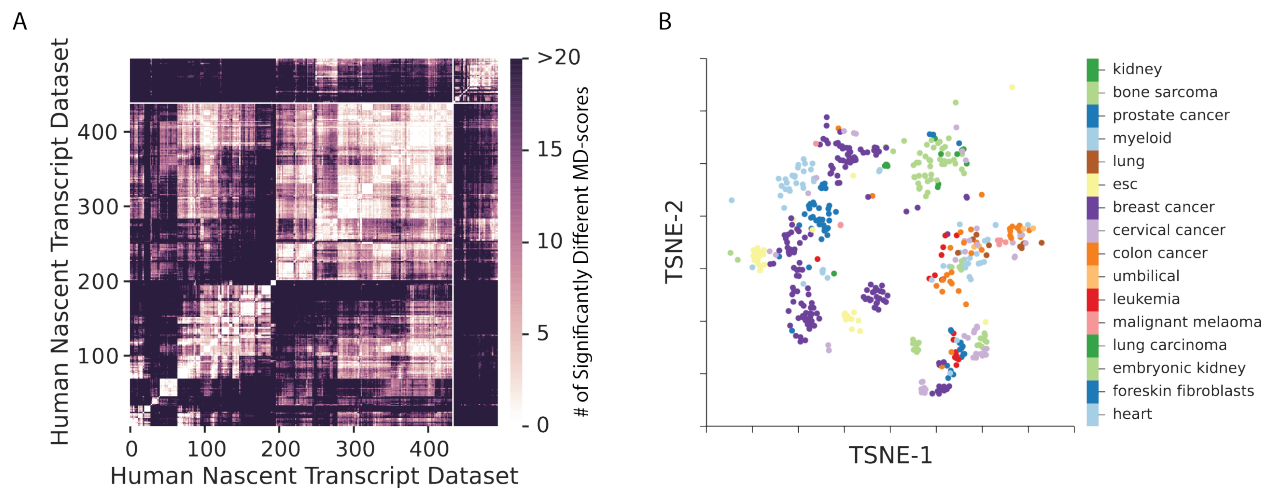 A
B
Human Nascent Transcript Dataset
400
300
200
100
0
100
200
300
400
Human Nascent Transcript Dataset
>20
15
10
5
0
# of Significantly Different MD-scores
TSNE-2
TSNE-1
kidney
bone sarcoma
prostate cancer
myeloid
lung
esc
breast cancer
cervical cancer
colon cancer
umbilical
leukemia
malignant melaoma
lung carcinoma
embryonic kidney
foreskin fibroblasts
heart